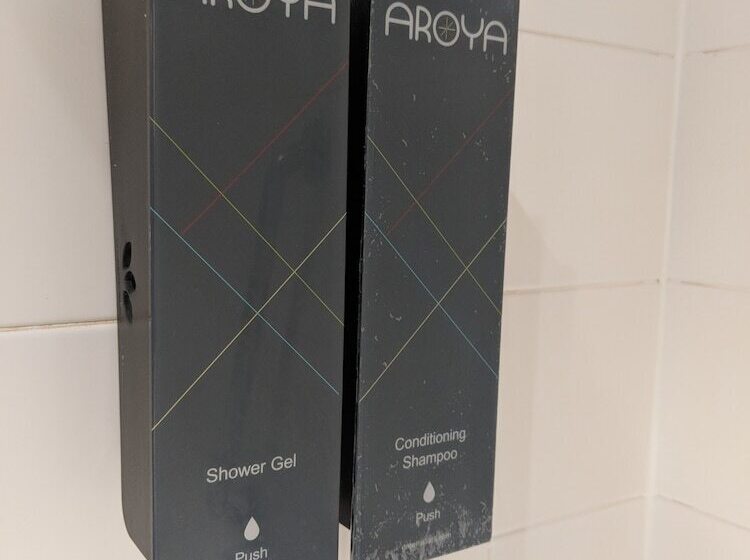 AROYA
Shower Gel
Push
AROYA
Conditioning
Shampoo
Push